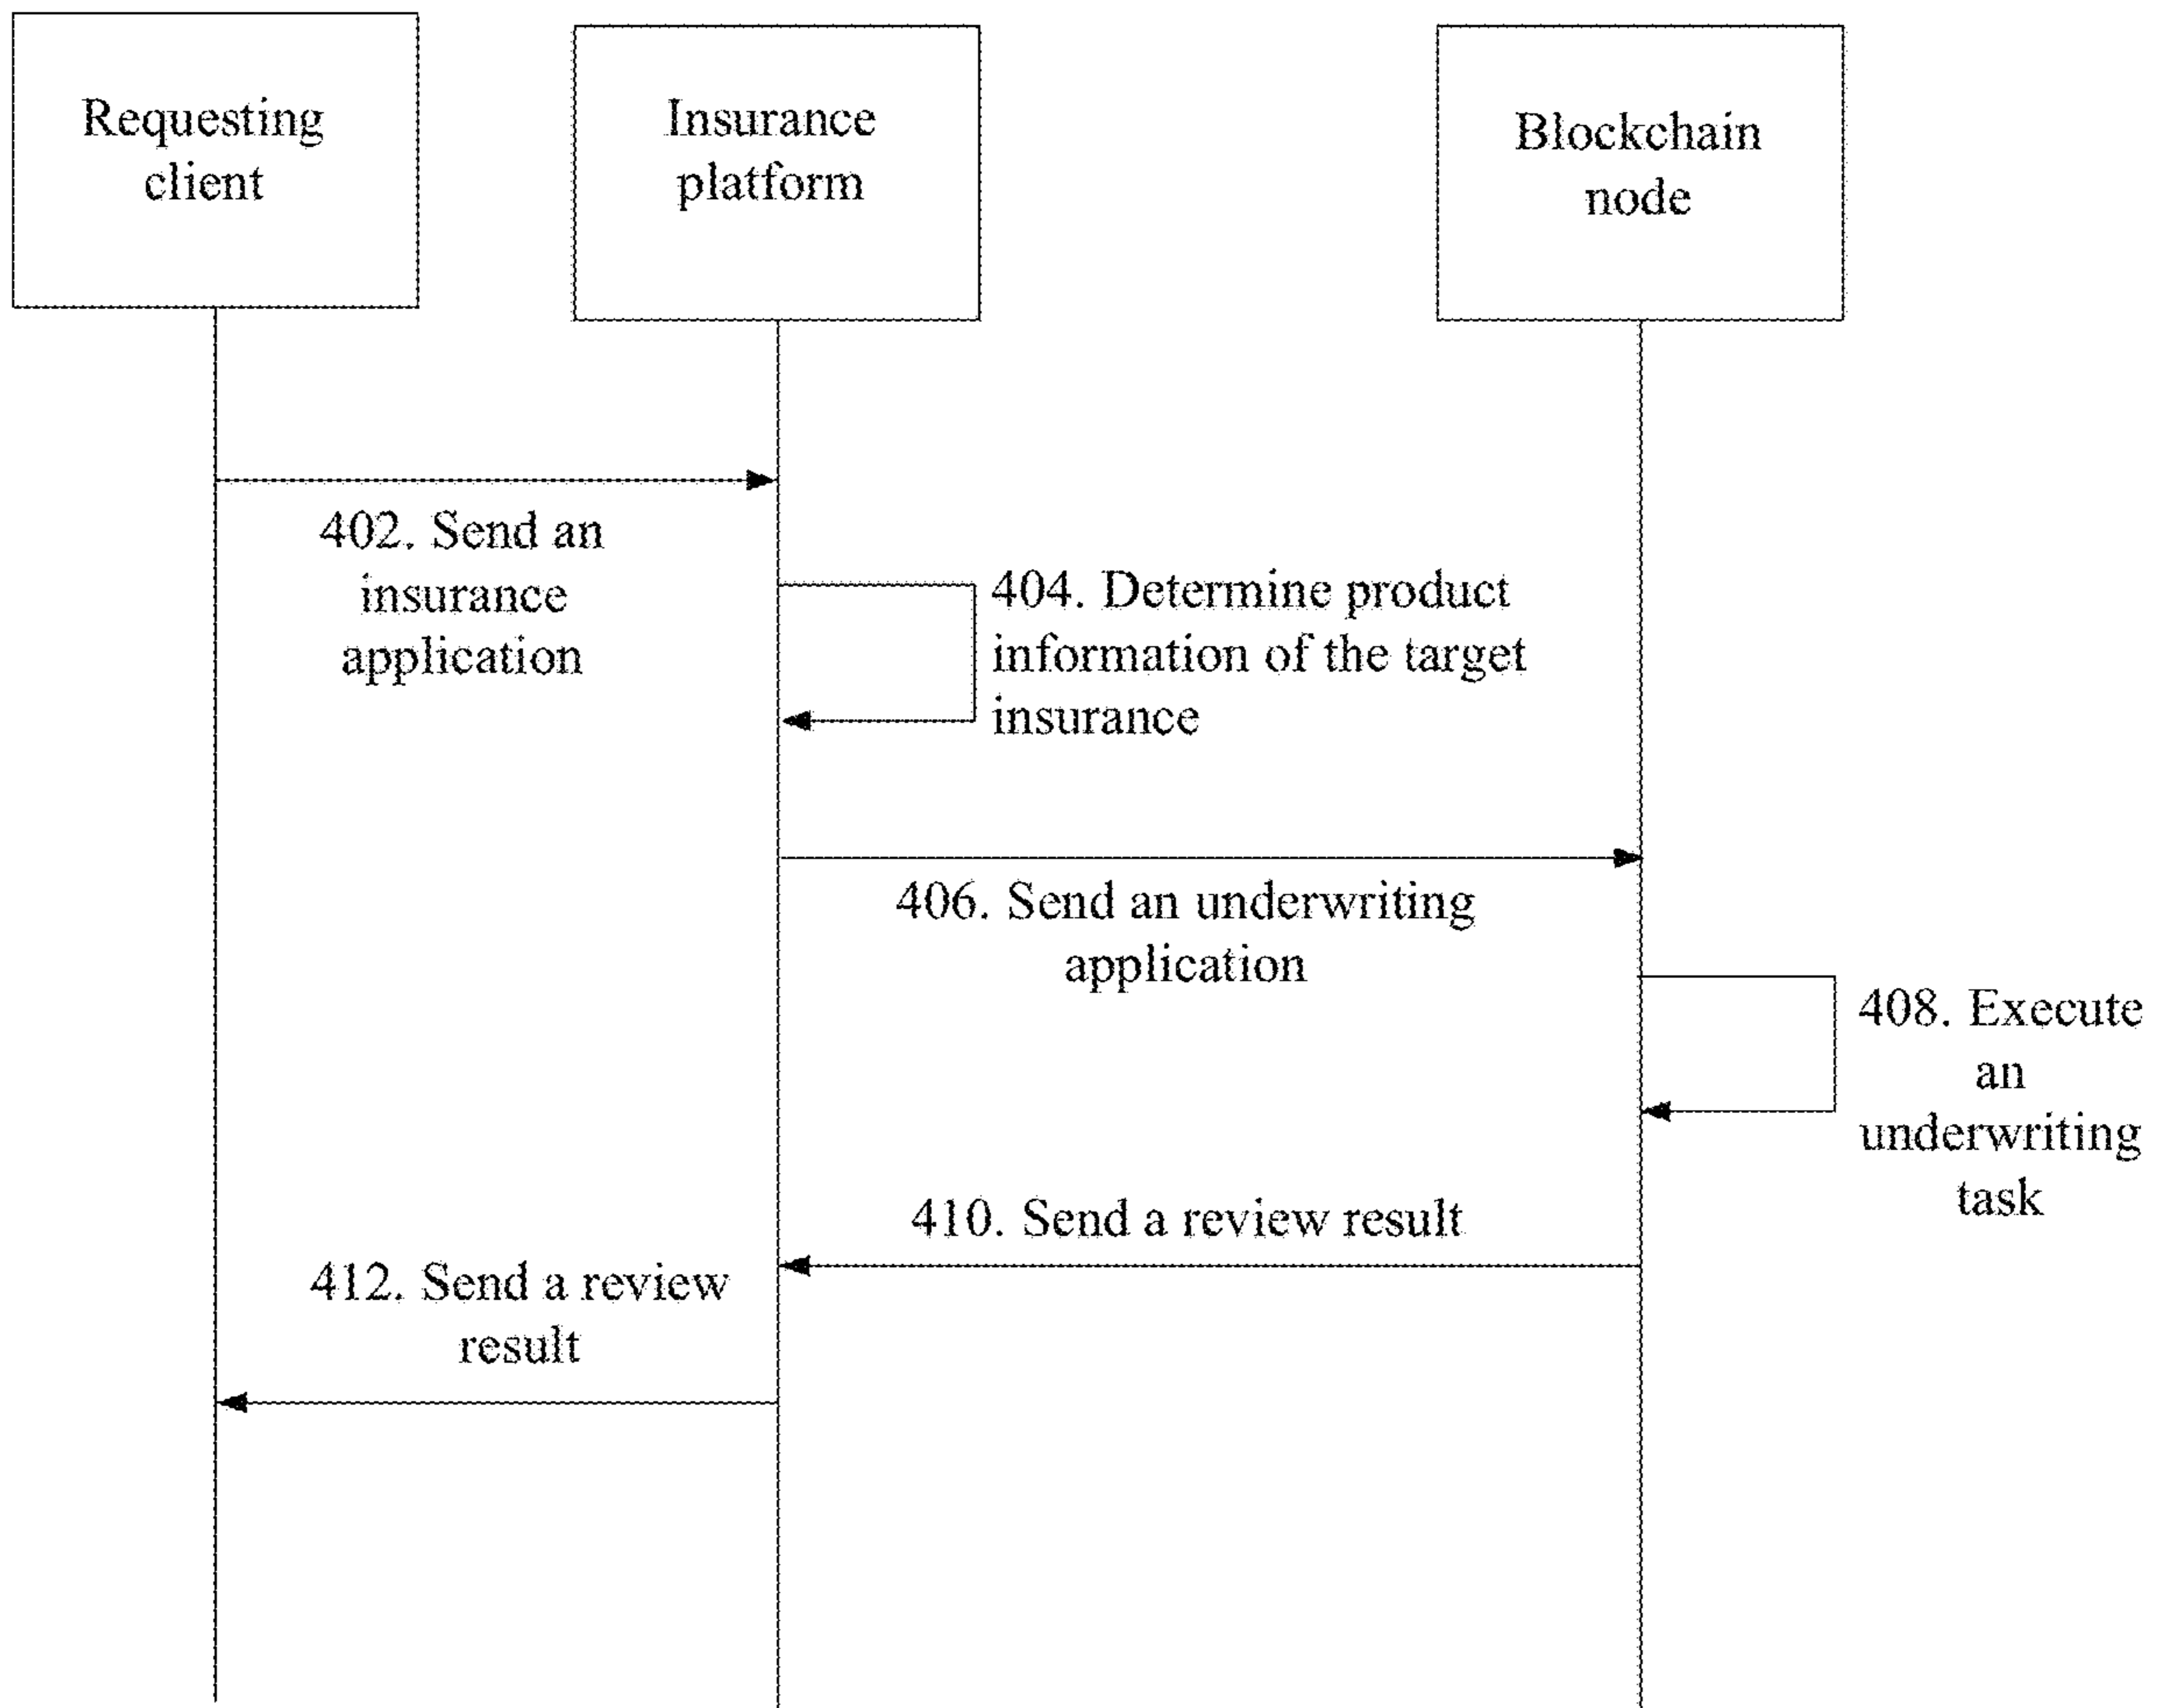 Requesting
client
Insurance
platform
Blockchain
node
402. Send an
insurance
application
404. Determine product
information of the target
insurance
406. Send an underwriting
application
408. Execute
an
underwriting
task
410. Send a review result
412. Send a review
result